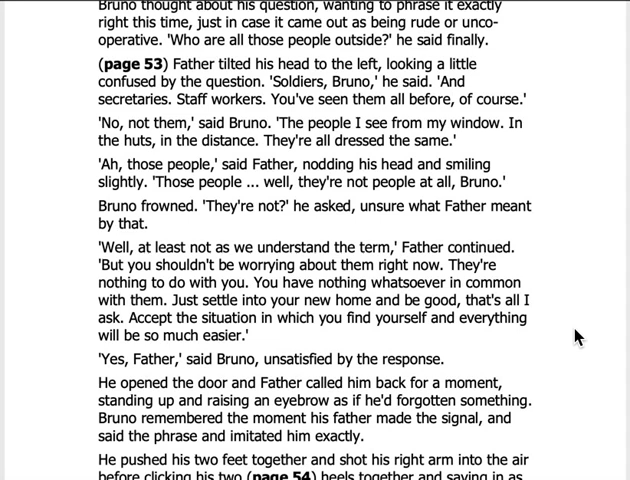 Bruno thought about his question, wanting to phrase it exactly
right this time, just in case it came out as being rude or unco-
operative. 'Who are all those people outside?' he said finally.
(page 53) Father tilted his head to the left, looking a little
confused by the question. 'Soldiers, Bruno,' he said. 'And
secretaries. Staff workers. You've seen them all before, of course.'
'No, not them,' said Bruno. 'The people I see from my window. In
the huts, in the distance. They're all dressed the same.'
'Ah, those people,' said Father, nodding his head and smiling
slightly. 'Those people ... well, they're not people at all, Bruno.'
Bruno frowned. 'They're not?' he asked, unsure what Father meant
by that.
'Well, at least not as we understand the term,' Father continued.
'But you shouldn't be worrying about them right now. They're
nothing to do with you. You have nothing whatsoever in common
with them. Just settle into your new home and be good, that's all I
ask. Accept the situation in which you find yourself and everything
will be so much easier.'
'Yes, Father,' said Bruno, unsatisfied by the response.
He opened the door and Father called him back for a moment,
standing up and raising an eyebrow as if he'd forgotten something.
Bruno remembered the moment his father made the signal, and
said the phrase and imitated him exactly.
He pushed his two feet together and shot his right arm into the air
before clicking his two (page 54) heels together and saying in as